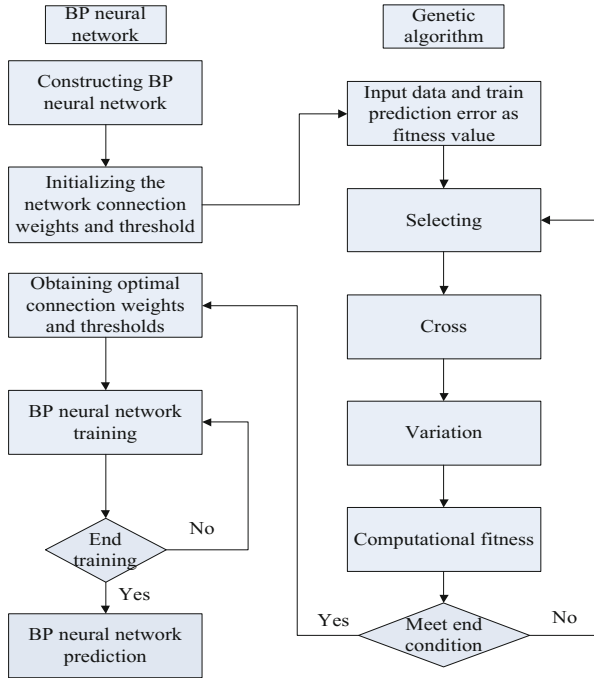 BP neural
network
Constructing BP
neural network
Initializing the
network connection
weights and threshold
Obtaining optimal
connection weights
and thresholds
BP neural network
training
End
training
No
Yes
BP neural network
prediction
Genetic
algorithm
Input data and train
prediction error as
fitness value
Selecting
Cross
Variation
Computational fitness
Meet end
condition
Yes
No